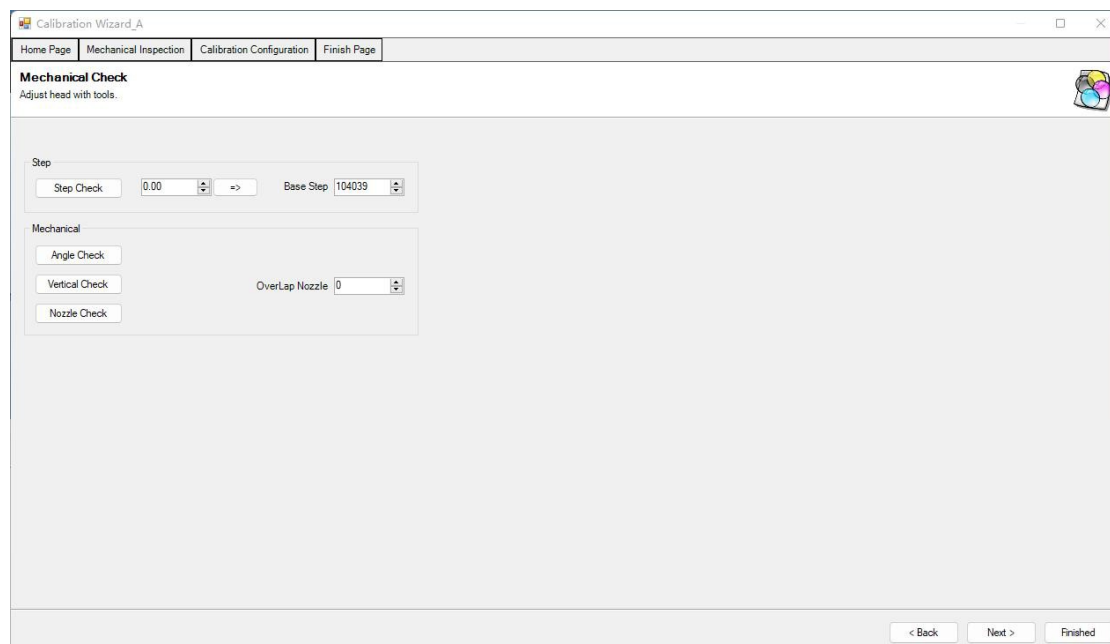 Calibration Wizard_A
Home Page Mechanical Inspection Calibration Configuration Finish Page
Mechanical Check
Adjust head with tools.
Step
Step Check 0.00 => Base Step 104039
Mechanical
Angle Check
Vertical Check OverLap Nozzle 0
Nozzle Check
< Back Next > Finished